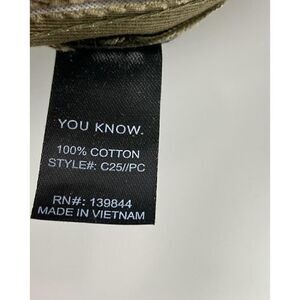 YOU KNOW.
100% COTTON
STYLE#: C25//PC
RN#: 139844
MADE IN VIETNAM